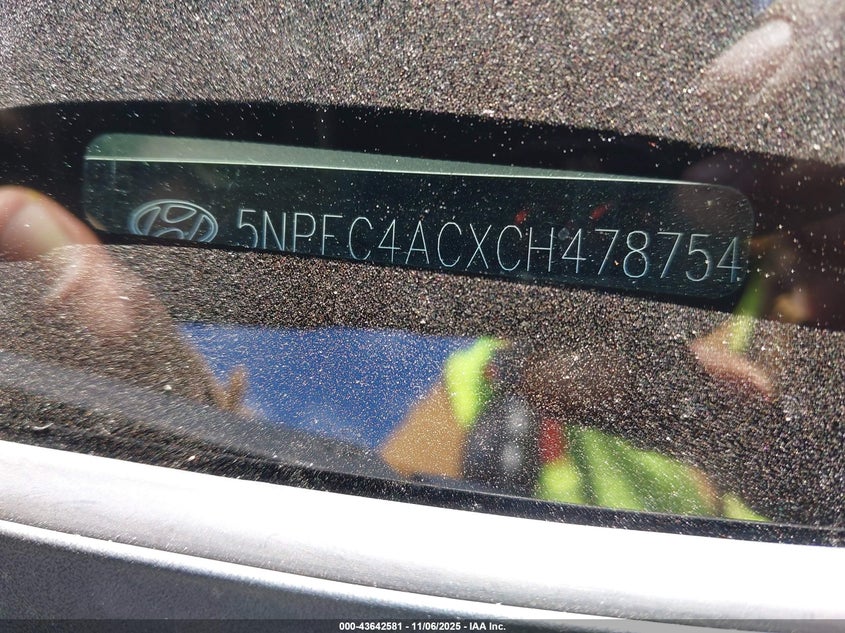 5NPEC4ACXCH478754
000-43642581 - 11/06/2025 - IAA Inc.